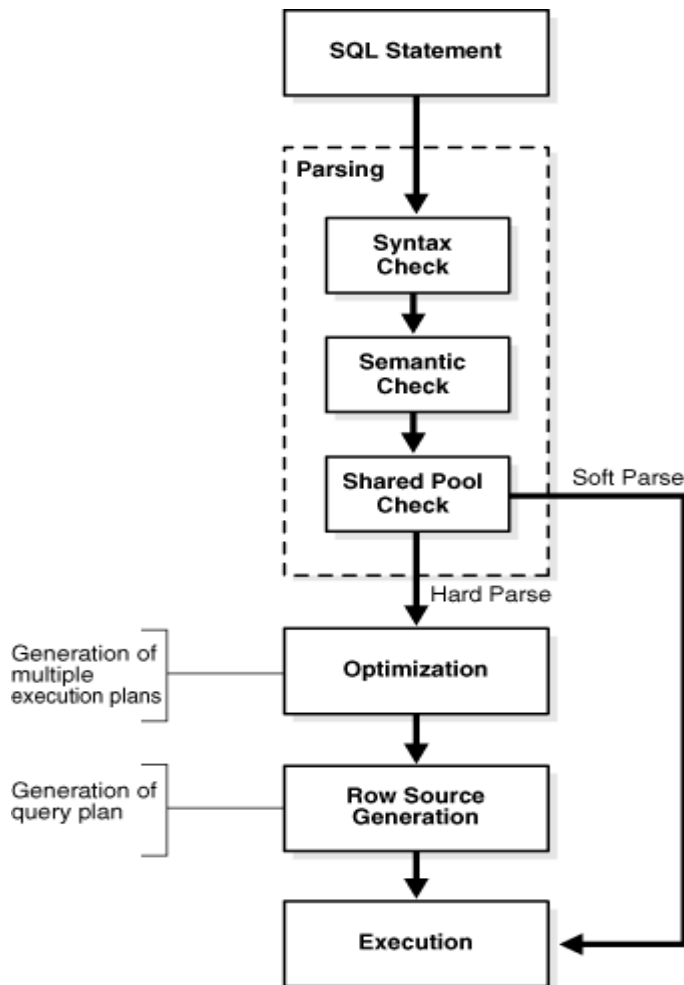 SQL Statement
Parsing
Syntax
Check
Semantic
Check
Shared Pool
Check
Soft Parse
Hard Parse
Generation of
multiple
execution plans
Optimization
Generation of
query plan
Row Source
Generation
Execution